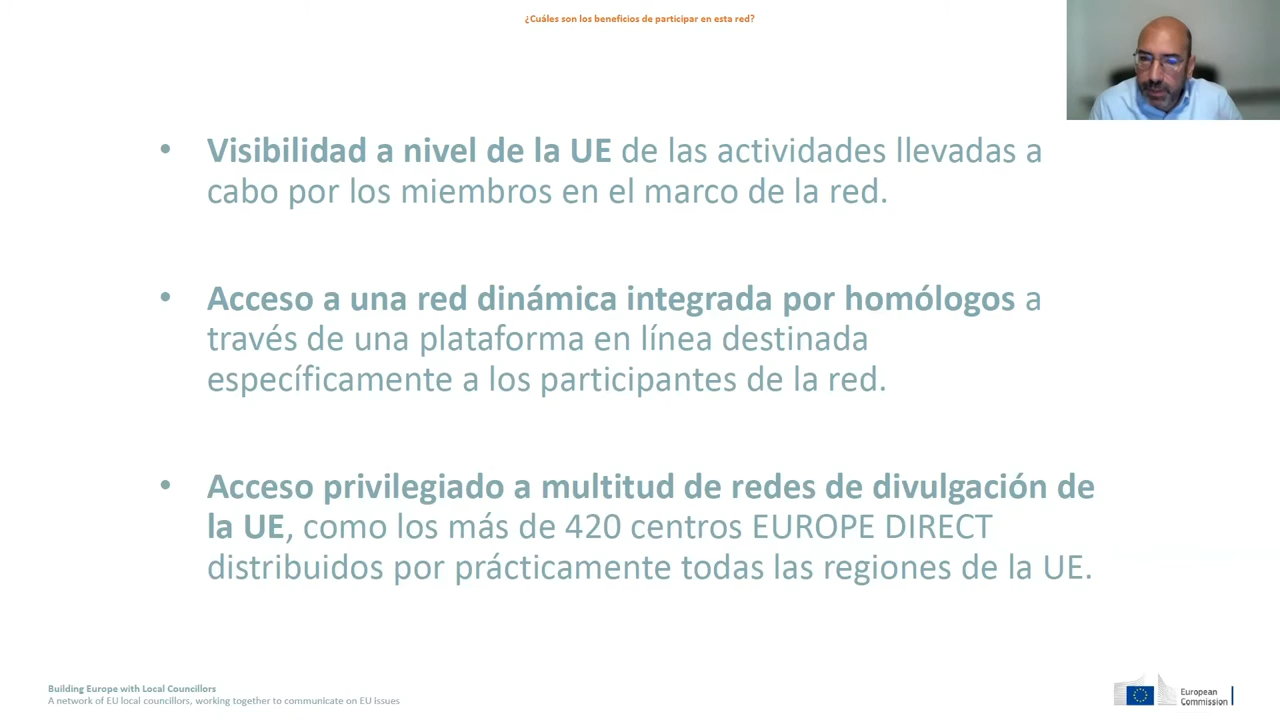 ¿Cuáles son los beneficios de participar en esta red?
• Visibilidad a nivel de la UE de las actividades llevadas a
cabo por los miembros en el marco de la red.
• Acceso a una red dinámica integrada por homólogos a
través de una plataforma en línea destinada
específicamente a los participantes de la red.
• Acceso privilegiado a multitud de redes de divulgación de
la UE, como los más de 420 centros EUROPE DIRECT
distribuidos por prácticamente todas las regiones de la UE.
Building Europe with Local Councillors
A network of EU local councillors, working together to communicate on EU issues
European
Commission